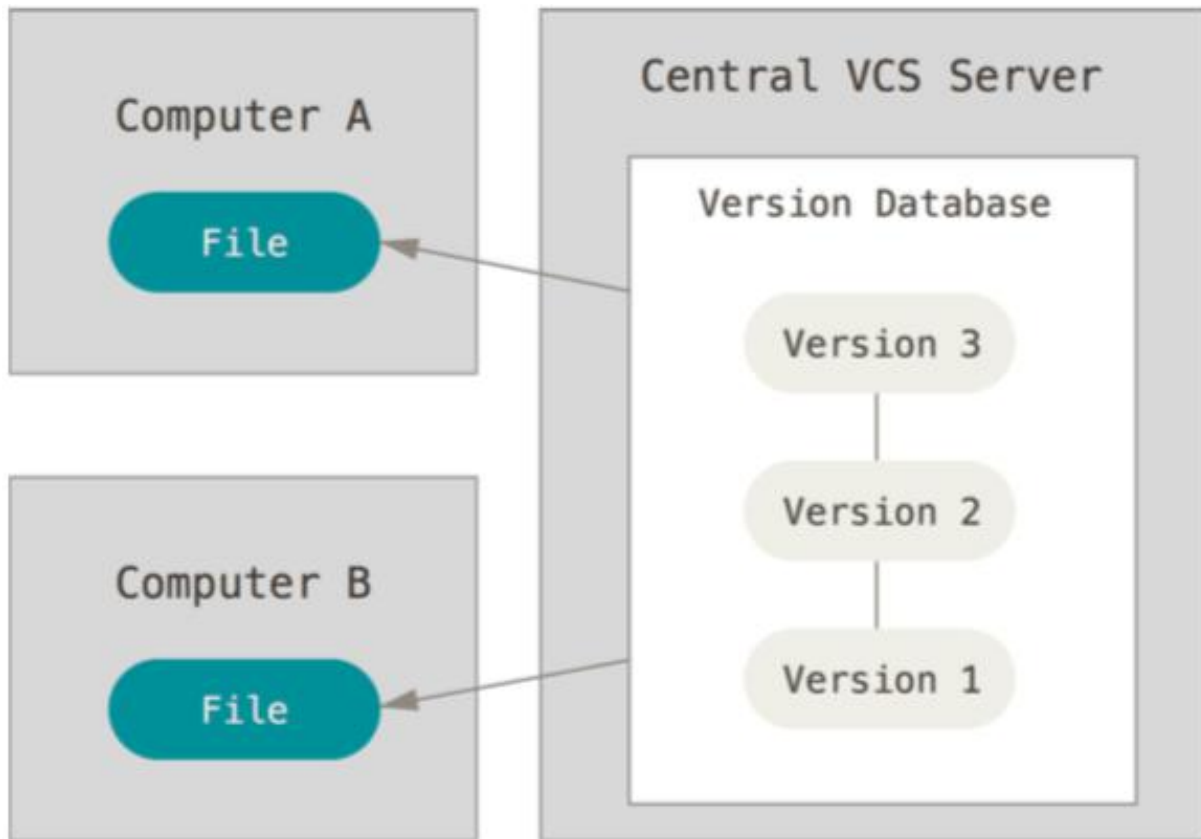 Computer A
File
Computer B
File
Central VCS Server
Version Database
Version 3
Version 2
Version 1